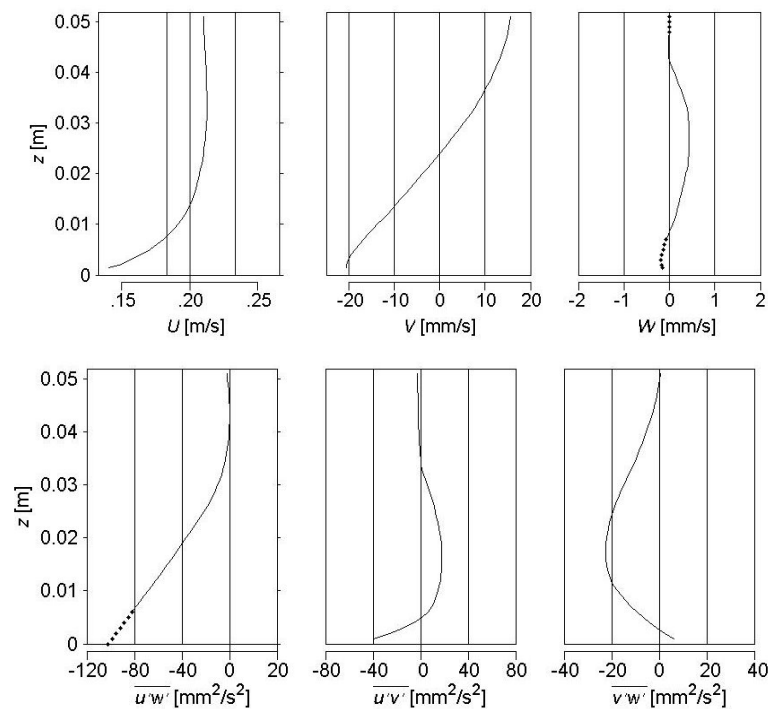 0.05
0.04
0.03
0.02
0.01
0
z [m]
.15 .20 .25
U [m/s]
-20 -10 0 10 20
V [mm/s]
-2 -1 0 1 2
W [mm/s]
0.05
0.04
0.03
0.02
0.01
0
z [m]
-120 -80 -40 0 20
u'w' [mm²/s²]
-80 -40 0 40 80
u'v' [mm²/s²]
-40 -20 0 20 40
v'w' [mm²/s²]